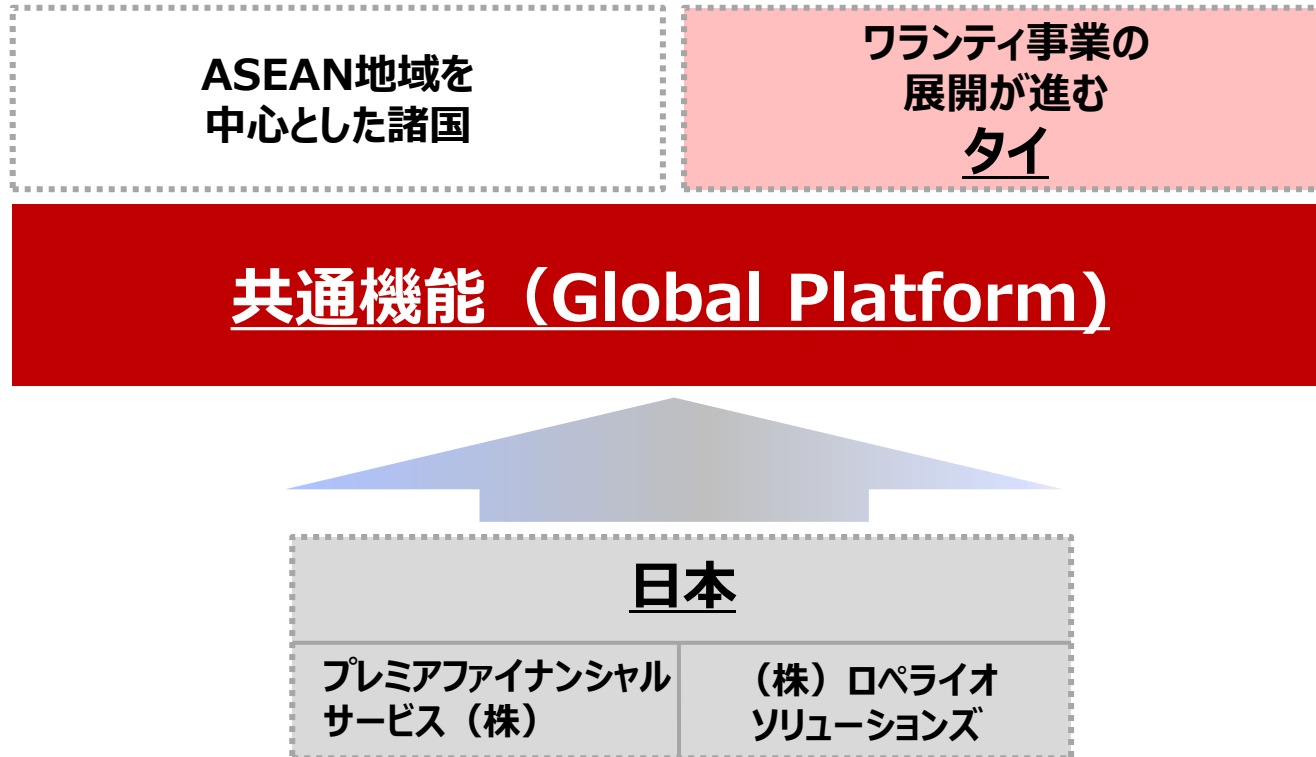 ASEAN地域を
中心とした諸国
ワランティ事業の
展開が進む
タイ
共通機能（Global Platform)
日本
プレミアファイナンシャル
サービス（株）
（株）ロペライオ
ソリューションズ